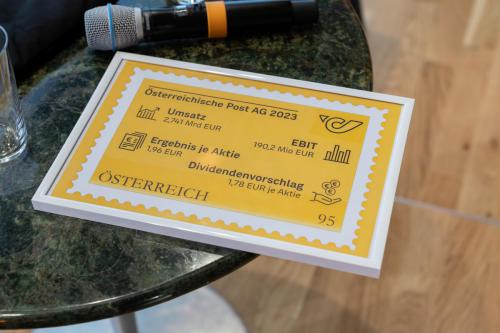 Österreichische Post AG 2023
Umsatz
2,741 Mrd EUR
EBIT
190,2 Mio EUR
Ergebnis je Aktie
1,96 EUR
Dividendenvorschlag
1,78 EUR je Aktie
ÖSTERREICH
95